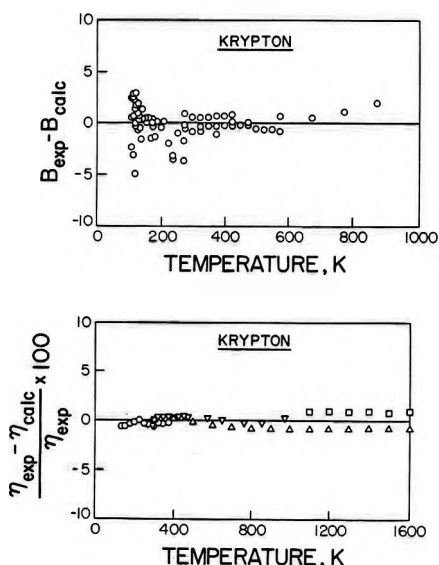 KRYPTON
10
5
0
-5
-10
B_exp - B_calc
0 200 400 600 800 1000
TEMPERATURE, K
KRYPTON
10
5
0
-5
-10
η_exp - η_calc
η_exp
x 100
0 400 800 1200 1600
TEMPERATURE, K